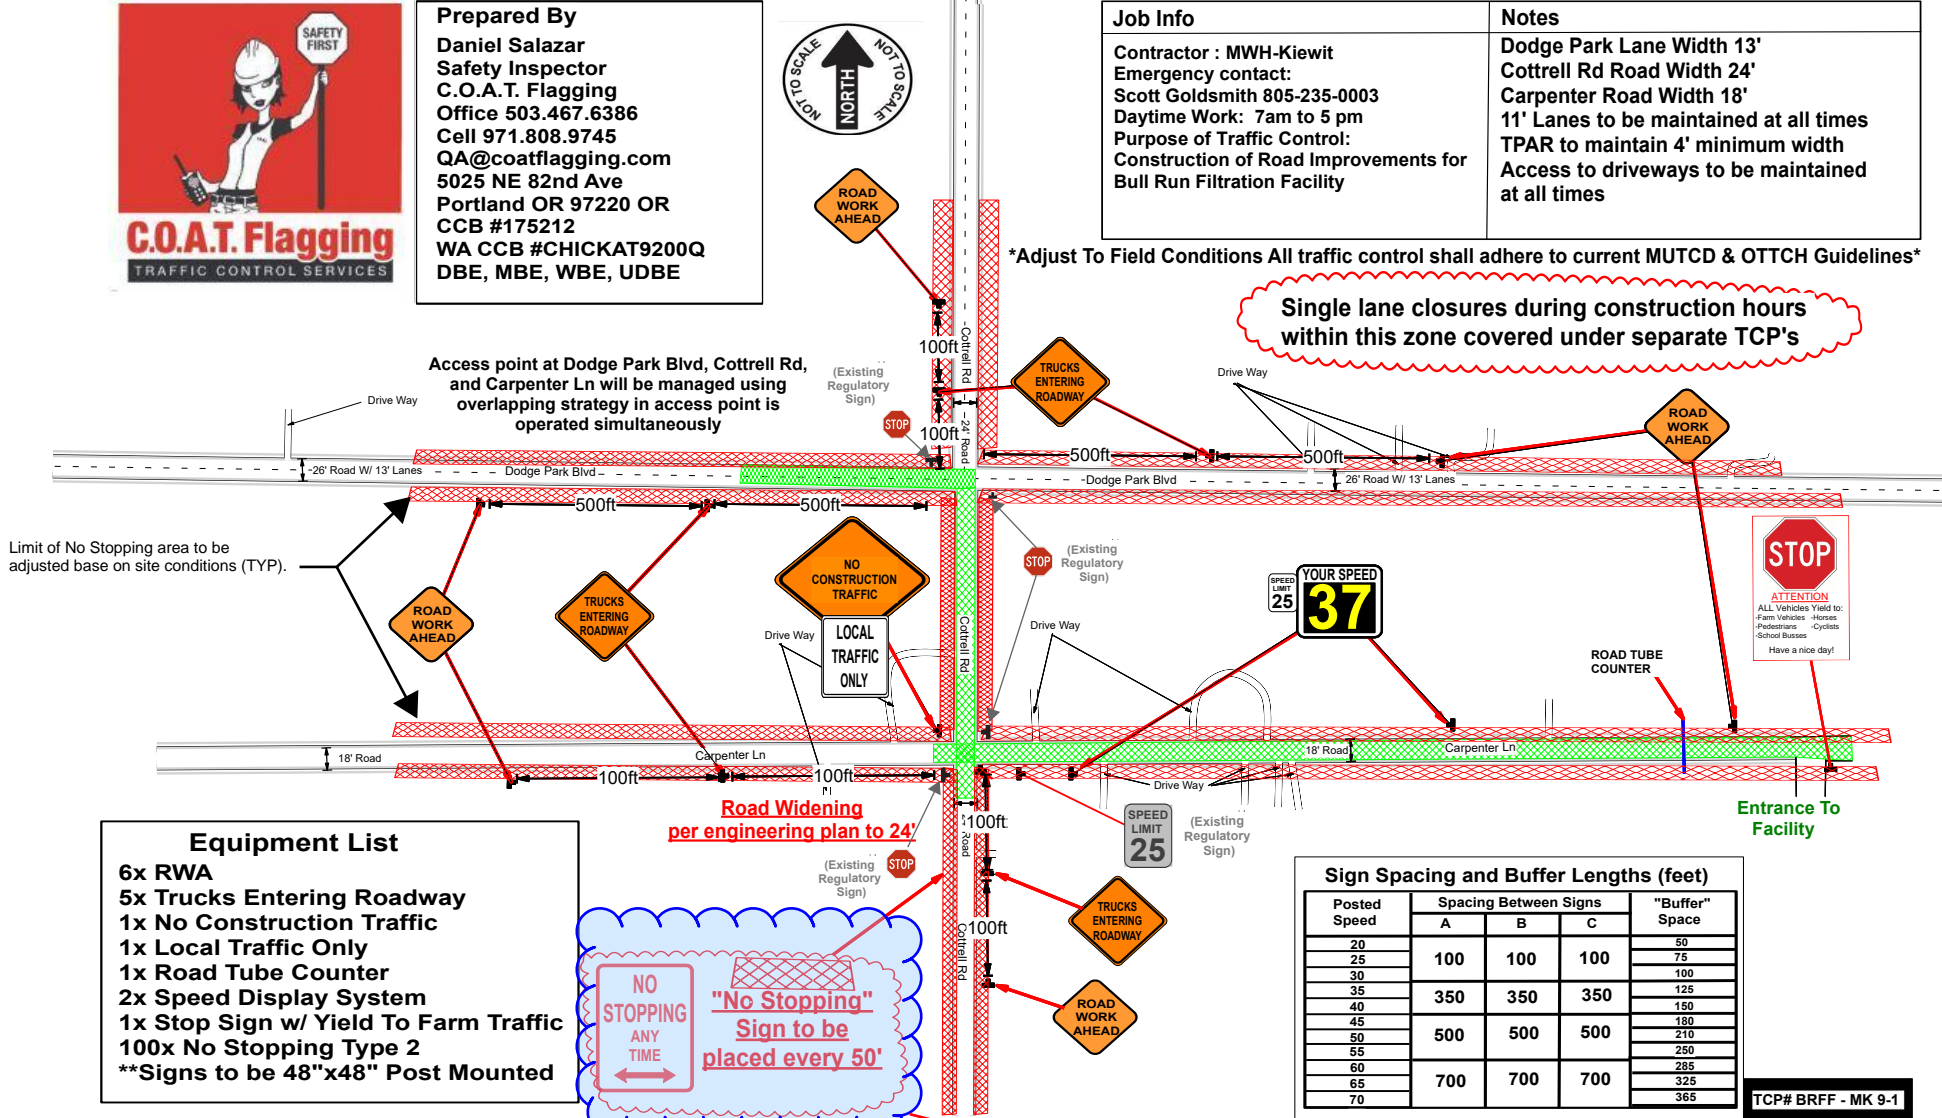 SAFETY
FIRST
C.O.A.T. Flagging
TRAFFIC CONTROL SERVICES
Prepared By
Daniel Salazar
Safety Inspector
C.O.A.T. Flagging
Office 503.467.6386
Cell 971.808.9745
QA@coatflagging.com
5025 NE 82nd Ave
Portland OR 97220 OR
CCB #175212
WA CCB #CHICKAT9200Q
DBE, MBE, WBE, UDBE
NOT TO SCALE
NORTH
NOT TO SCALE
Job Info
Contractor : MWH-Kiewit
Emergency contact:
Scott Goldsmith 805-235-0003
Daytime Work: 7am to 5 pm
Purpose of Traffic Control:
Construction of Road Improvements for
Bull Run Filtration Facility
Notes
Dodge Park Lane Width 13'
Cottrell Rd Road Width 24'
Carpenter Road Width 18'
11' Lanes to be maintained at all times
TPAR to maintain 4' minimum width
Access to driveways to be maintained
at all times
*Adjust To Field Conditions All traffic control shall adhere to current MUTCD & OTTCH Guidelines*
Single lane closures during construction hours
within this zone covered under separate TCP's
ROAD
WORK
AHEAD
100ft
Cottrell Rd
Access point at Dodge Park Blvd, Cottrell Rd,
and Carpenter Ln will be managed using
overlapping strategy in access point is
operated simultaneously
(Existing
Regulatory
Sign)
STOP
100ft
24' Road
TRUCKS
ENTERING
ROADWAY
Drive Way
Drive Way
ROAD
WORK
AHEAD
26' Road W/ 13' Lanes
Dodge Park Blvd
500ft
500ft
Dodge Park Blvd
26' Road W/ 13' Lanes
500ft
500ft
Limit of No Stopping area to be
adjusted base on site conditions (TYP).
ROAD
WORK
AHEAD
TRUCKS
ENTERING
ROADWAY
NO
CONSTRUCTION
TRAFFIC
LOCAL
TRAFFIC
ONLY
Drive Way
Cottrell Rd
STOP
(Existing
Regulatory
Sign)
Drive Way
SPEED
LIMIT
25
YOUR SPEED
37
ROAD TUBE
COUNTER
STOP
ATTENTION
ALL Vehicles Yield to:
-Farm Vehicles -Horses
-Pedestrians -Cyclists
-School Busses
Have a nice day!
18' Road
Carpenter Ln
18' Road
Carpenter Ln
100ft
100ft
Drive Way
Entrance To
Facility
Road Widening
per engineering plan to 24'
100ft
Road
SPEED
LIMIT
25
(Existing
Regulatory
Sign)
(Existing
Regulatory
Sign)
STOP
TRUCKS
ENTERING
ROADWAY
100ft
Cottrell Rd
ROAD
WORK
AHEAD
Equipment List
6x RWA
5x Trucks Entering Roadway
1x No Construction Traffic
1x Local Traffic Only
1x Road Tube Counter
2x Speed Display System
1x Stop Sign w/ Yield To Farm Traffic
100x No Stopping Type 2
**Signs to be 48"x48" Post Mounted
NO
STOPPING
ANY
TIME
"No Stopping"
Sign to be
placed every 50'
Sign Spacing and Buffer Lengths (feet)
Posted Speed
Spacing Between Signs
"Buffer" Space
A B C
20 50
25 100 100 100 75
30 100
35 350 350 350 125
40 150
45 180
50 500 500 500 210
55 250
60 285
65 700 700 700 325
70 365
TCP# BRFF - MK 9-1